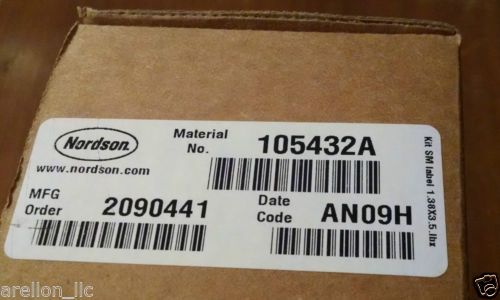 Nordson
www.nordson.com
Material
No. 105432A
MFG
Order 2090441
Date
Code AN09H
Kit SM label 1.38X3.5.lbx
arellon_llc